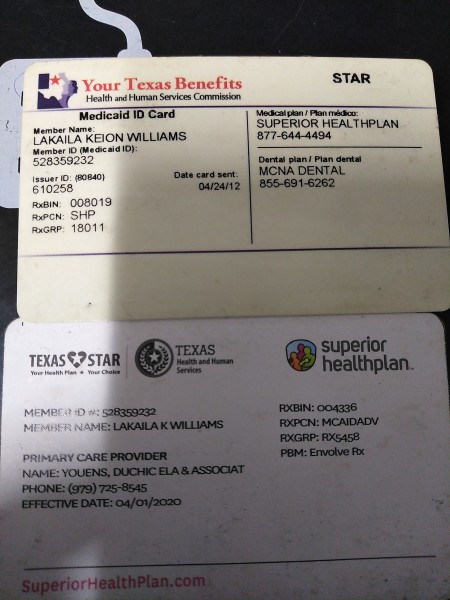 Your Texas Benefits
Health and Human Services Commission
STAR
Medicaid ID Card
Member Name:
LAKAILA KEION WILLIAMS
Member ID (Medicaid ID):
528359232
Issuer ID: (80840)
610258
Date card sent:
04/24/12
RxBIN: 008019
RxPCN: SHP
RxGRP: 18011
Medical plan / Plan médico:
SUPERIOR HEALTHPLAN
877-644-4494
Dental plan / Plan dental
MCNA DENTAL
855-691-6262
TEXAS STAR
Your Health Plan ★ Your Choice
TEXAS
Health and Human
Services
superior
healthplan™
MEMBER ID #: 528359232
MEMBER NAME: LAKAILA K WILLIAMS
PRIMARY CARE PROVIDER
NAME: YOUENS, DUCHIC ELA & ASSOCIAT
PHONE: (979) 725-8545
EFFECTIVE DATE: 04/01/2020
RXBIN: 004336
RXPCN: MCAIDADV
RXGRP: RX5458
PBM: Envolve Rx
SuperiorHealthPlan.com